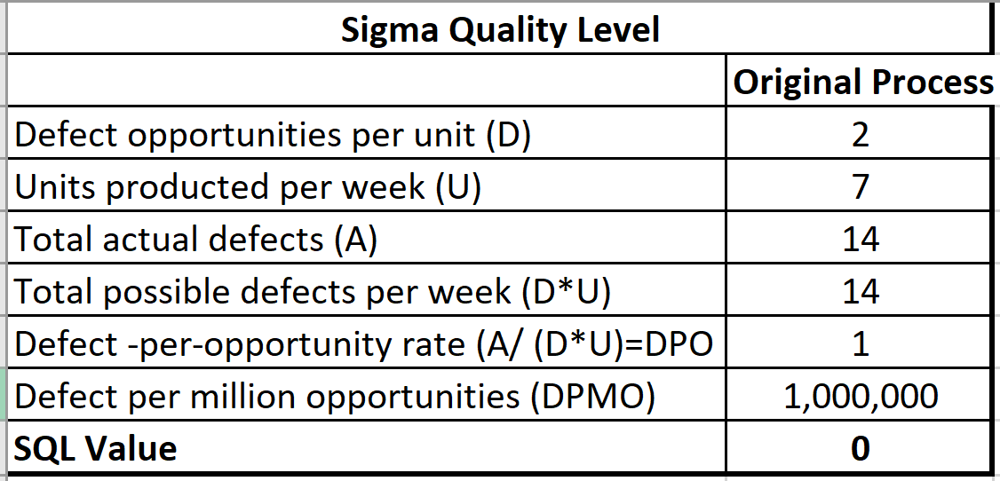 Sigma Quality Level
Original Process
Defect opportunities per unit (D) 2
Units producted per week (U) 7
Total actual defects (A) 14
Total possible defects per week (D*U) 14
Defect -per-opportunity rate (A/ (D*U)=DPO 1
Defect per million opportunities (DPMO) 1,000,000
SQL Value 0